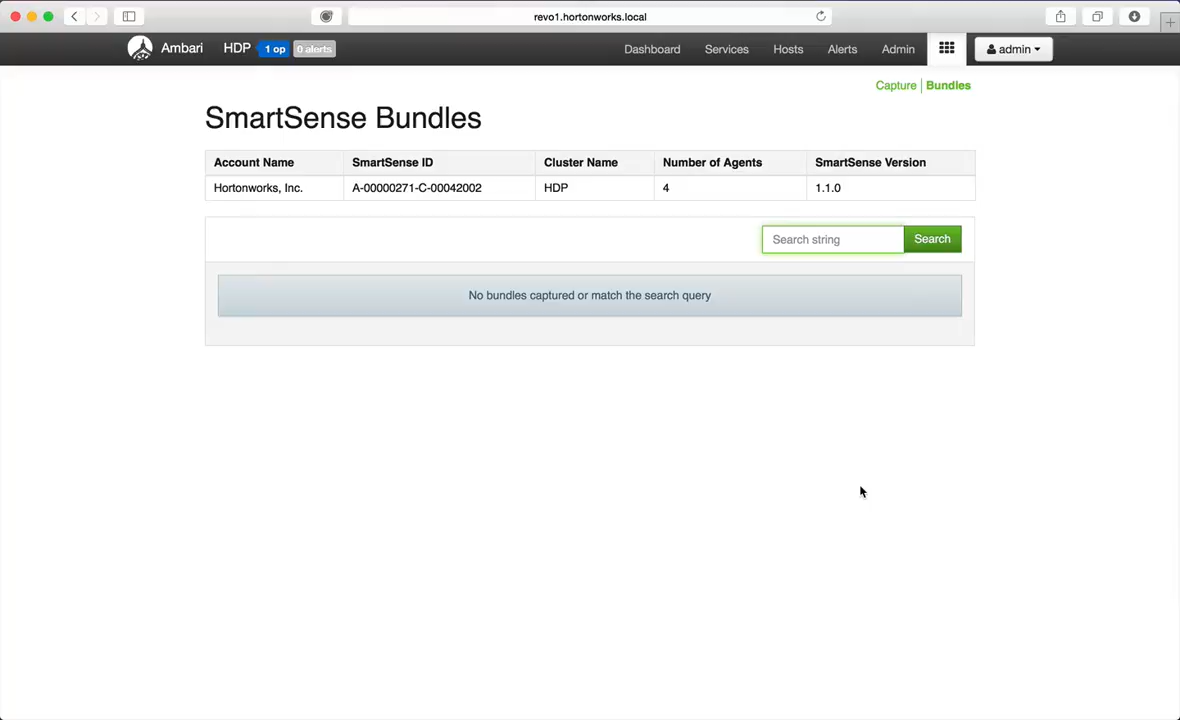 revo1.hortonworks.local
Ambari HDP 1 op 0 alerts Dashboard Services Hosts Alerts Admin admin
Capture Bundles
SmartSense Bundles
Account Name SmartSense ID Cluster Name Number of Agents SmartSense Version
Hortonworks, Inc. A-00000271-C-00042002 HDP 4 1.1.0
Search string Search
No bundles captured or match the search query